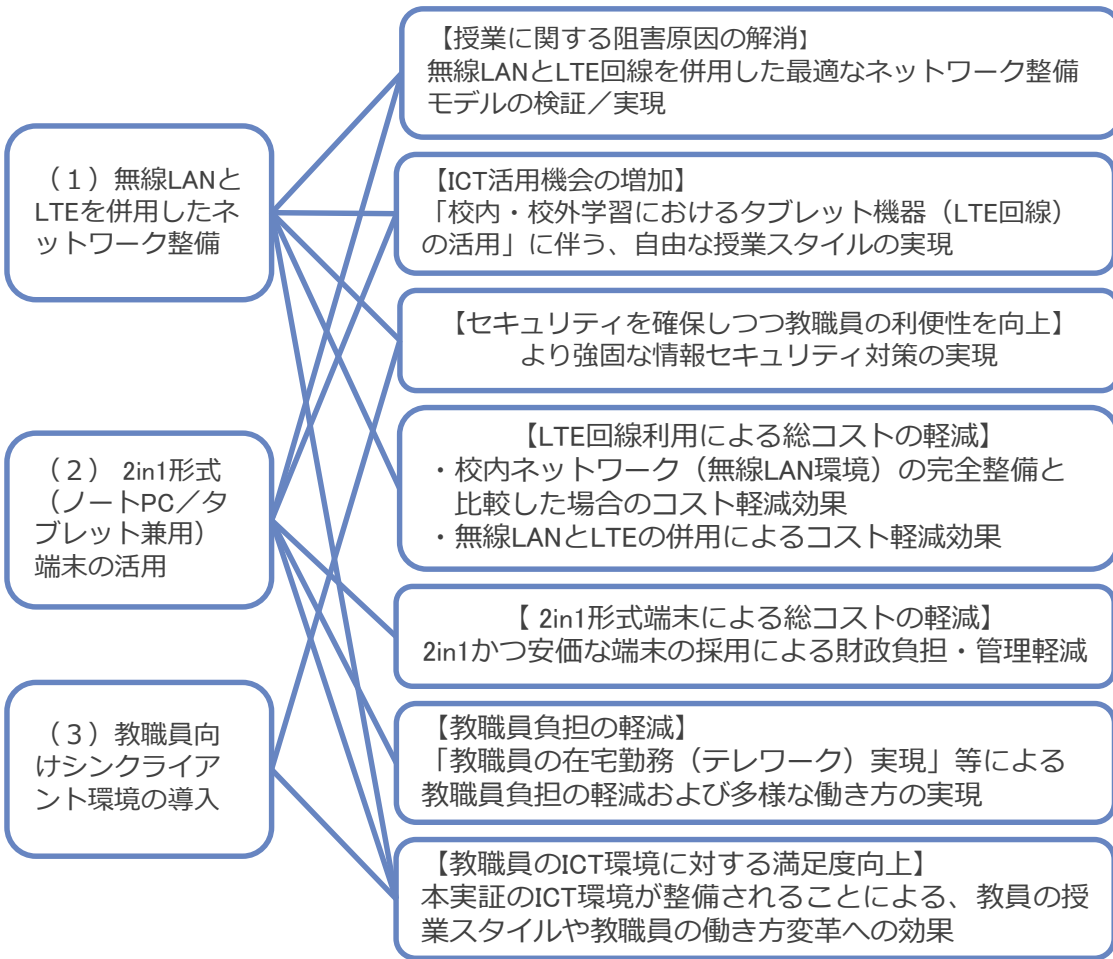 （１）無線LANと
LTEを併用したネ
ットワーク整備
（２） 2in1形式
（ノートPC／タ
ブレット兼用）
端末の活用
（３）教職員向
けシンクライア
ント環境の導入
【授業に関する阻害原因の解消】
無線LANとLTE回線を併用した最適なネットワーク整備
モデルの検証／実現
【ICT活用機会の増加】
「校内・校外学習におけるタブレット機器（LTE回線）
の活用」に伴う、自由な授業スタイルの実現
【セキュリティを確保しつつ教職員の利便性を向上】
より強固な情報セキュリティ対策の実現
【LTE回線利用による総コストの軽減】
・校内ネットワーク（無線LAN環境）の完全整備と
比較した場合のコスト軽減効果
・無線LANとLTEの併用によるコスト軽減効果
【 2in1形式端末による総コストの軽減】
2in1かつ安価な端末の採用による財政負担・管理軽減
【教職員負担の軽減】
「教職員の在宅勤務（テレワーク）実現」等による
教職員負担の軽減および多様な働き方の実現
【教職員のICT環境に対する満足度向上】
本実証のICT環境が整備されることによる、教員の授
業スタイルや教職員の働き方変革への効果